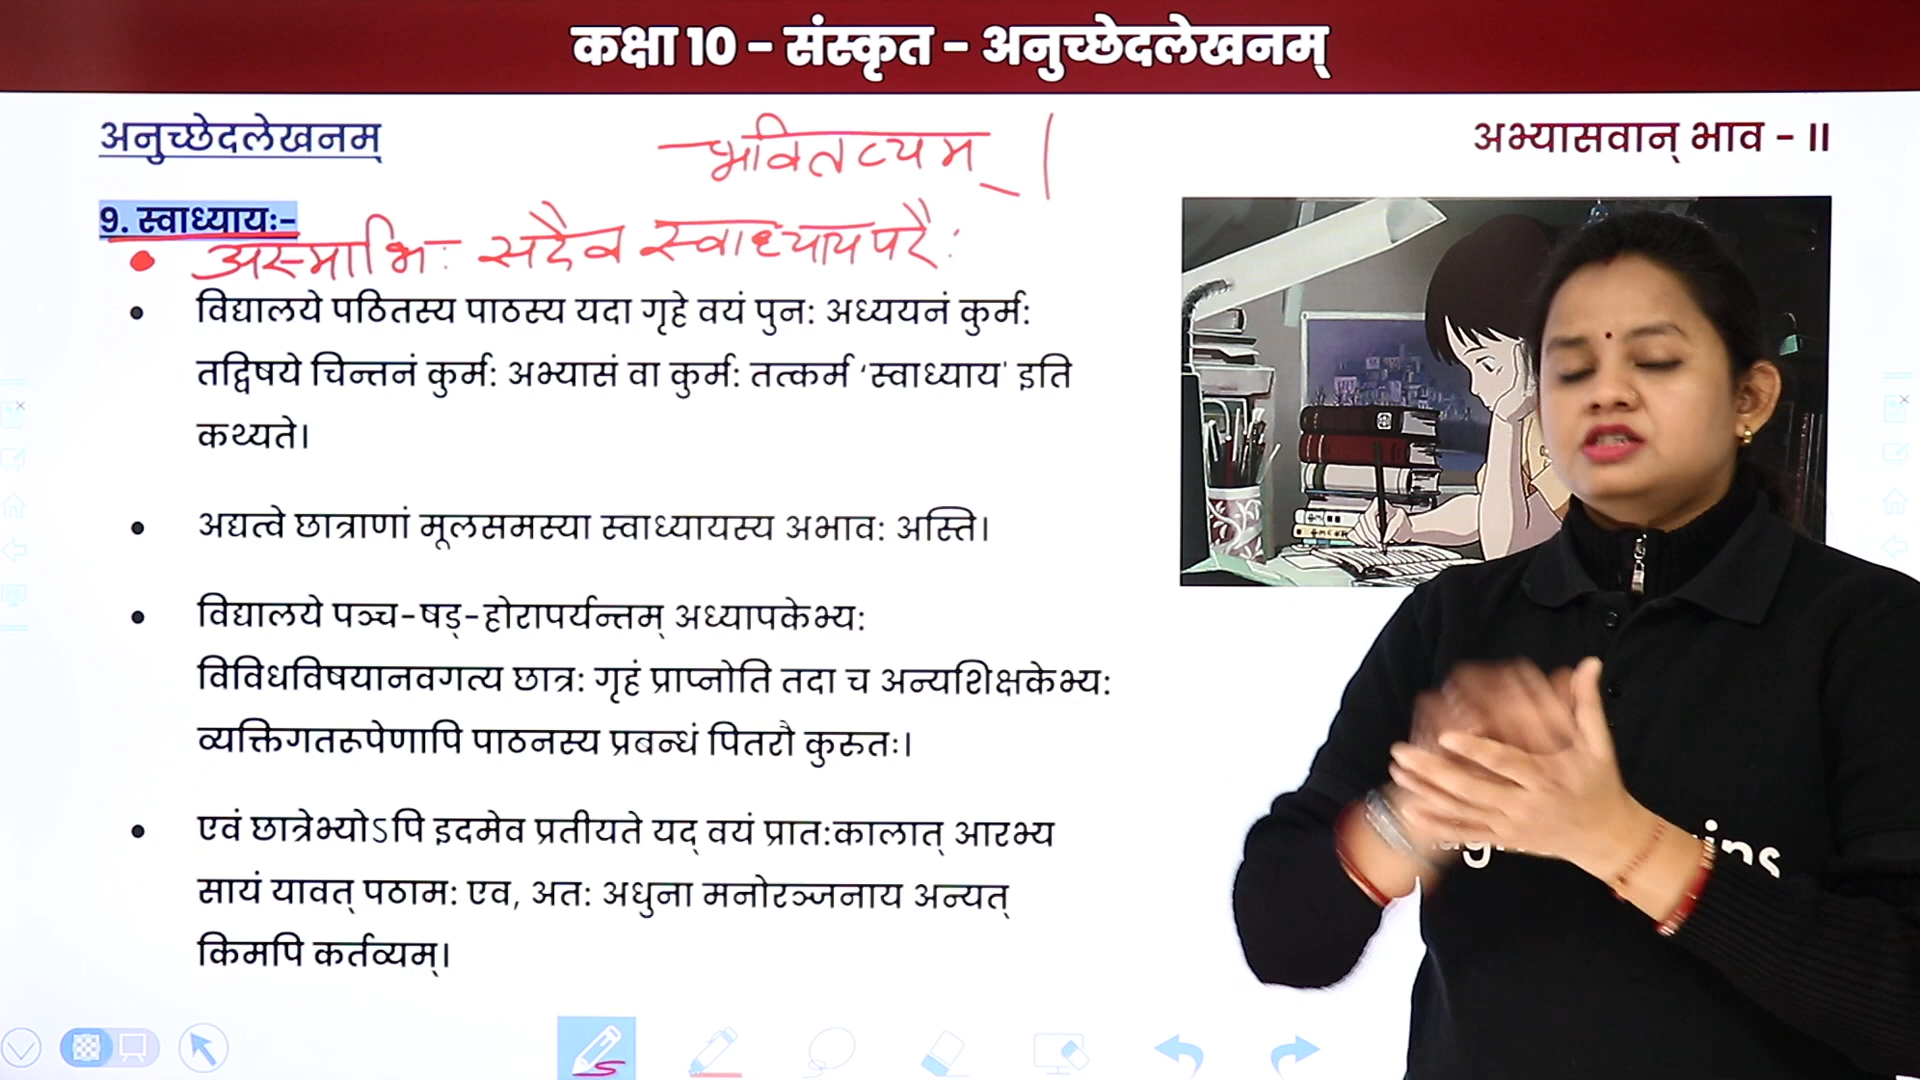 कक्षा 10 – संस्कृत – अनुच्छेदलेखनम्
अनुच्छेदलेखनम्
भवितव्यम् ।
अभ्यासवान् भाव - II
9. स्वाध्यायः-
अस्माभिः सदैव स्वाध्यायपरैः
विद्यालये पठितस्य पाठस्य यदा गृहे वयं पुनः अध्ययनं कुर्मः
तद्विषये चिन्तनं कुर्मः अभ्यासं वा कुर्मः तत्कर्म ‘स्वाध्याय' इति
कथ्यते।
अद्यत्वे छात्राणां मूलसमस्या स्वाध्यायस्य अभावः अस्ति।
विद्यालये पञ्च-षड्-होरापर्यन्तम् अध्यापकेभ्यः
विविधविषयानवगत्य छात्रः गृहं प्राप्नोति तदा च अन्यशिक्षकेभ्यः
व्यक्तिगतरूपेणापि पाठनस्य प्रबन्धं पितरौ कुरुतः।
एवं छात्रेभ्योऽपि इदमेव प्रतीयते यद् वयं प्रातःकालात् आरभ्य
सायं यावत् पठामः एव, अतः अधुना मनोरञ्जनाय अन्यत्
किमपि कर्तव्यम्।